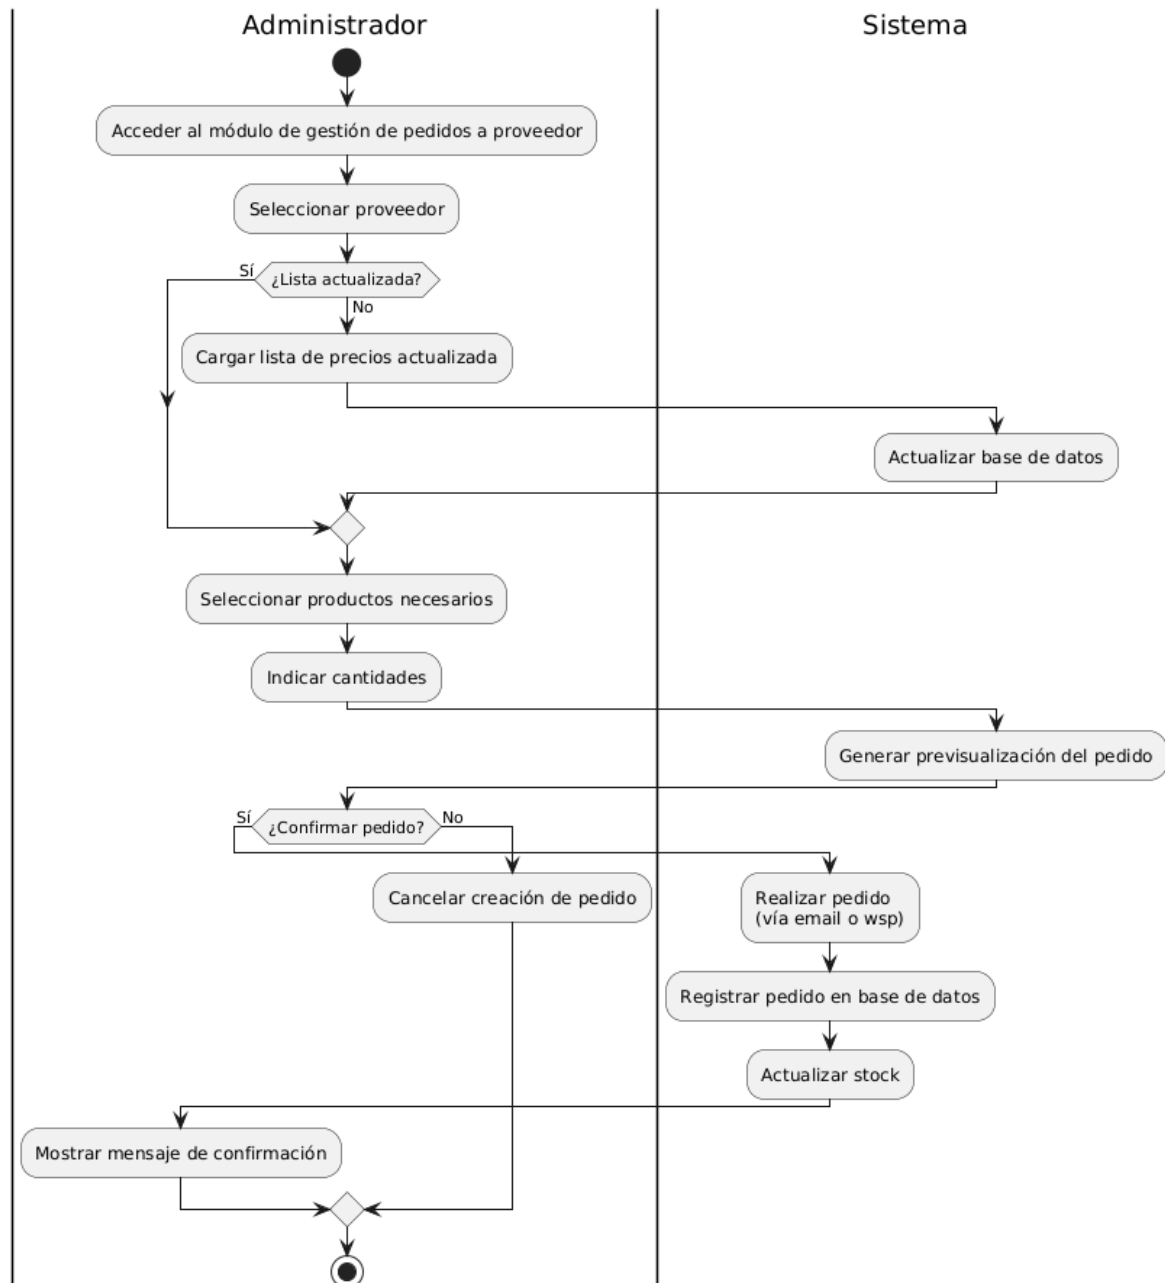 Administrador
Sistema
Acceder al módulo de gestión de pedidos a proveedor
Seleccionar proveedor
Sí
¿Lista actualizada?
No
Cargar lista de precios actualizada
Actualizar base de datos
Seleccionar productos necesarios
Indicar cantidades
Generar previsualización del pedido
Sí
¿Confirmar pedido?
No
Cancelar creación de pedido
Realizar pedido
(vía email o wsp)
Registrar pedido en base de datos
Actualizar stock
Mostrar mensaje de confirmación